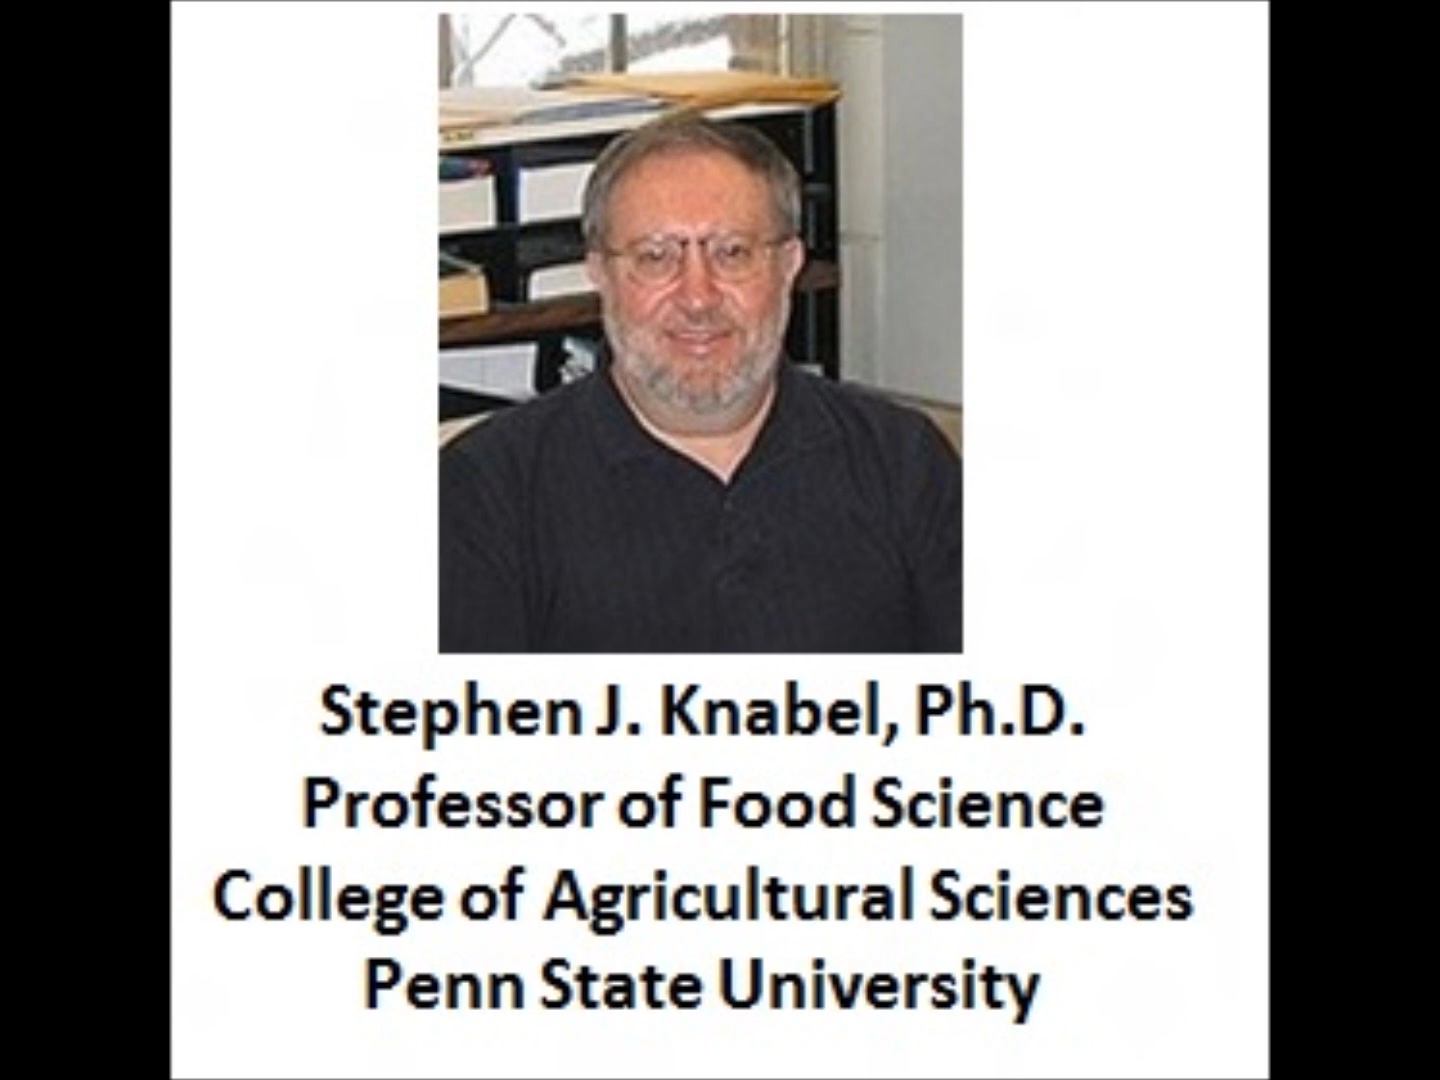 Stephen J. Knabel, Ph.D.
Professor of Food Science
College of Agricultural Sciences
Penn State University